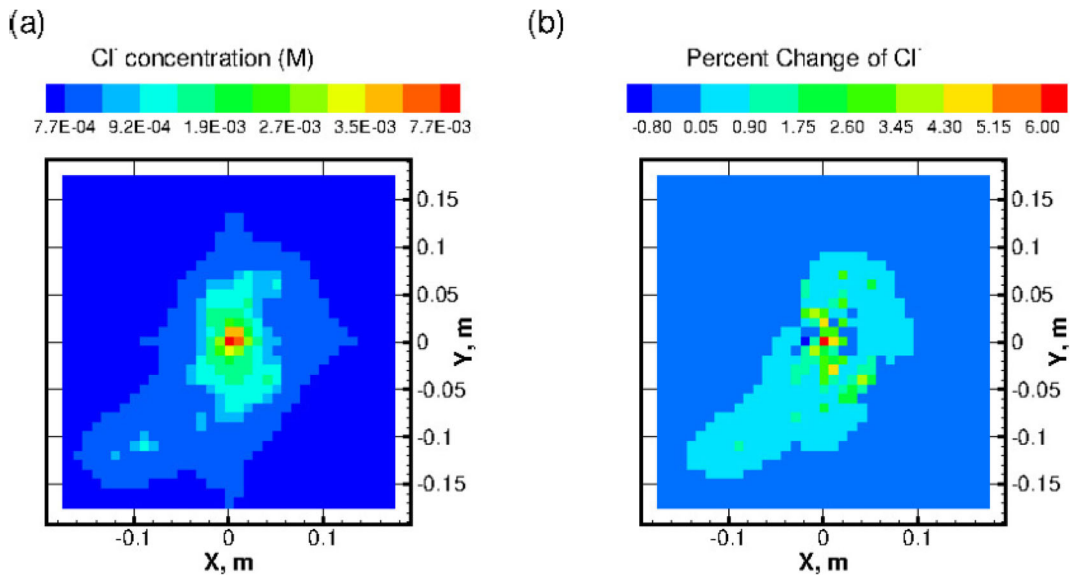 (a)
Cl⁻ concentration (M)
7.7E-04 9.2E-04 1.9E-03 2.7E-03 3.5E-03 7.7E-03
0.15
0.1
0.05
0
-0.05
-0.1
-0.15
Y, m
-0.1 0 0.1
X, m
(b)
Percent Change of Cl⁻
-0.80 0.05 0.90 1.75 2.60 3.45 4.30 5.15 6.00
0.15
0.1
0.05
0
-0.05
-0.1
-0.15
Y, m
-0.1 0 0.1
X, m